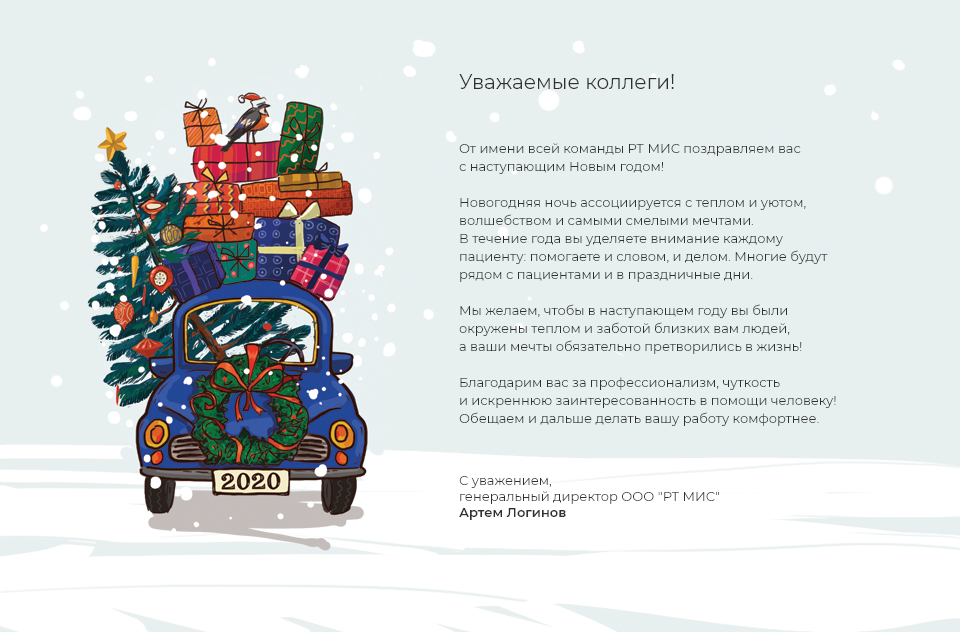 Уважаемые коллеги!
От имени всей команды РТ МИС поздравляем вас
с наступающим Новым годом!
Новогодняя ночь ассоциируется с теплом и уютом,
волшебством и самыми смелыми мечтами.
В течение года вы уделяете внимание каждому
пациенту: помогаете и словом, и делом. Многие будут
рядом с пациентами и в праздничные дни.
Мы желаем, чтобы в наступающем году вы были
окружены теплом и заботой близких вам людей,
а ваши мечты обязательно претворились в жизнь!
Благодарим вас за профессионализм, чуткость
и искреннюю заинтересованность в помощи человеку!
Обещаем и дальше делать вашу работу комфортнее.
С уважением,
генеральный директор ООО "РТ МИС"
Артем Логинов
2020